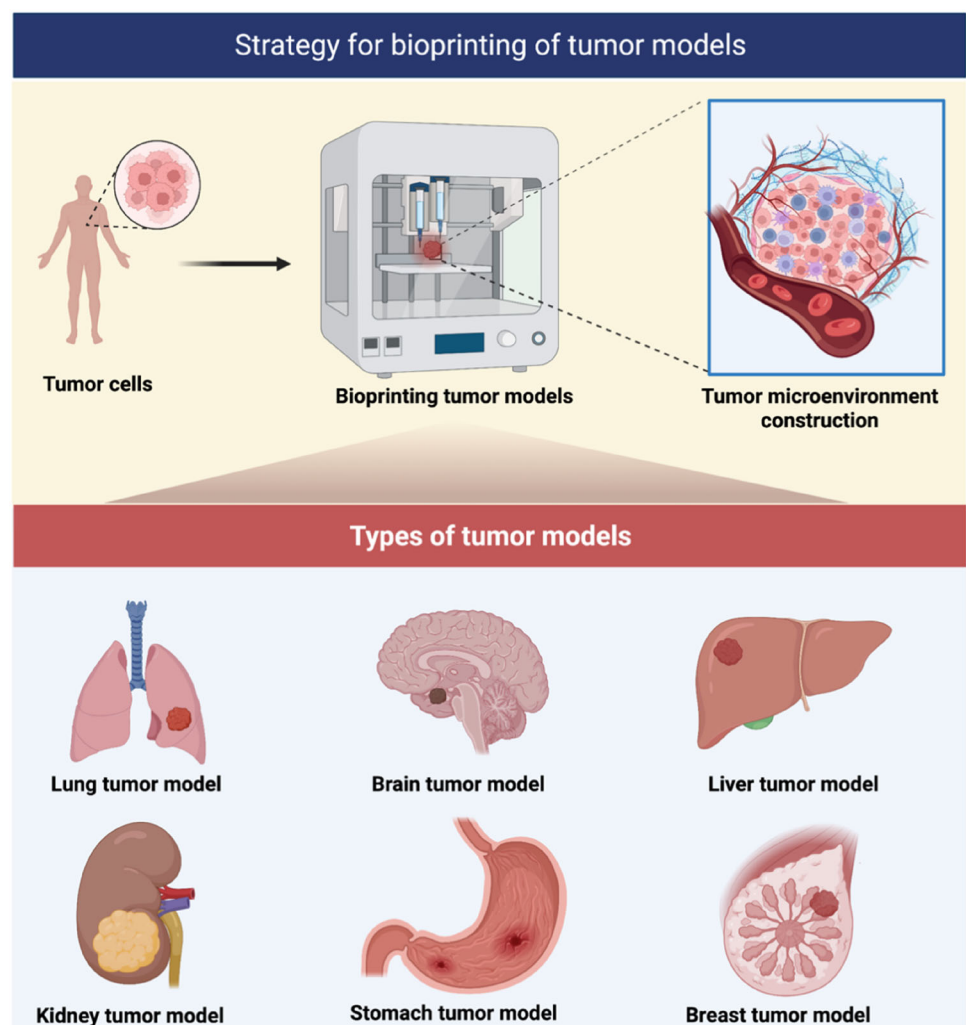 Strategy for bioprinting of tumor models
Tumor cells
Bioprinting tumor models
Tumor microenvironment
construction
Types of tumor models
Lung tumor model
Brain tumor model
Liver tumor model
Kidney tumor model
Stomach tumor model
Breast tumor model